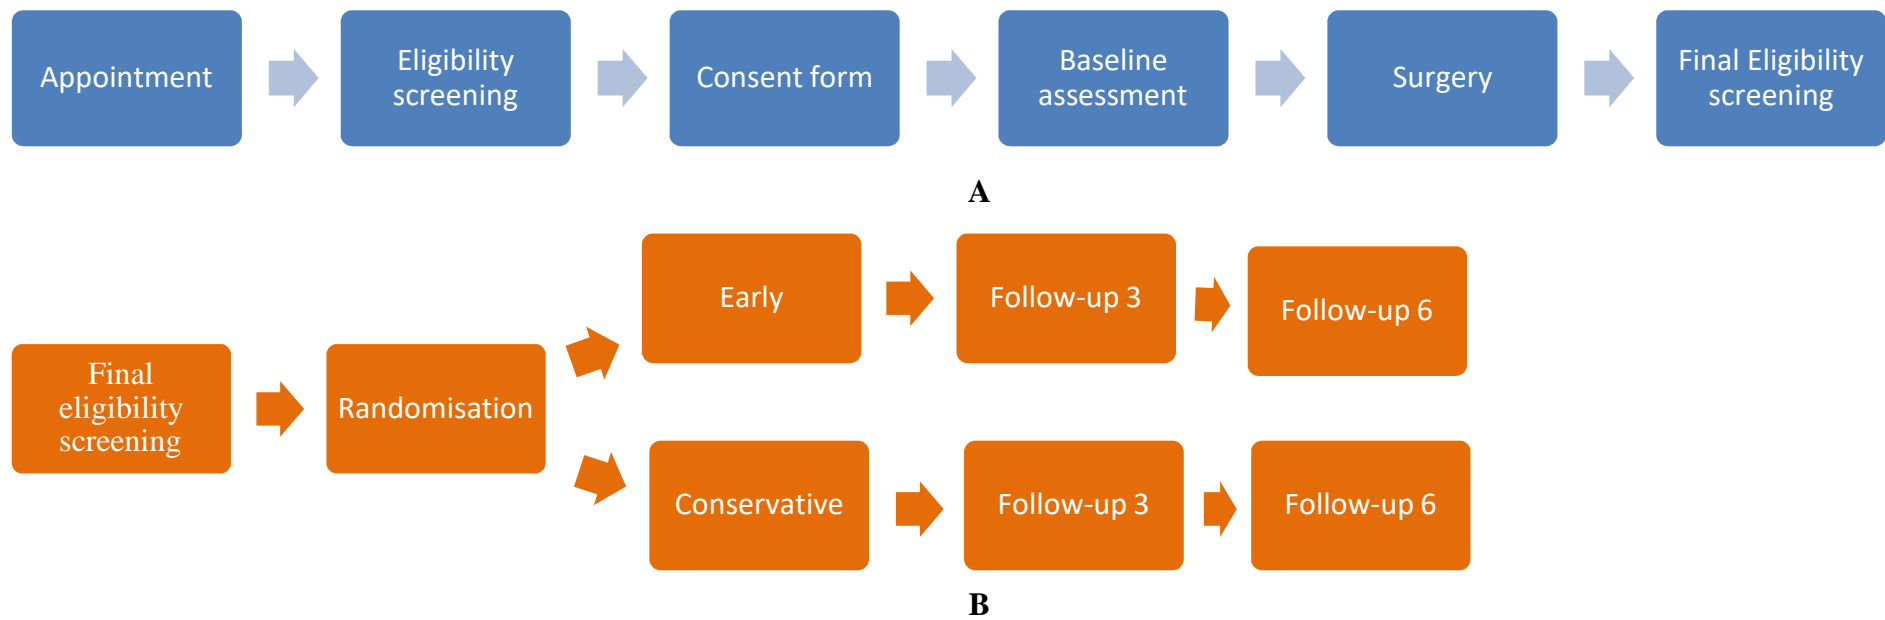 Appointment
Eligibility
screening
Consent form
Baseline
assessment
Surgery
Final Eligibility
screening
A
Final
eligibility
screening
Randomisation
Early
Follow-up 3
Follow-up 6
Conservative
Follow-up 3
Follow-up 6
B